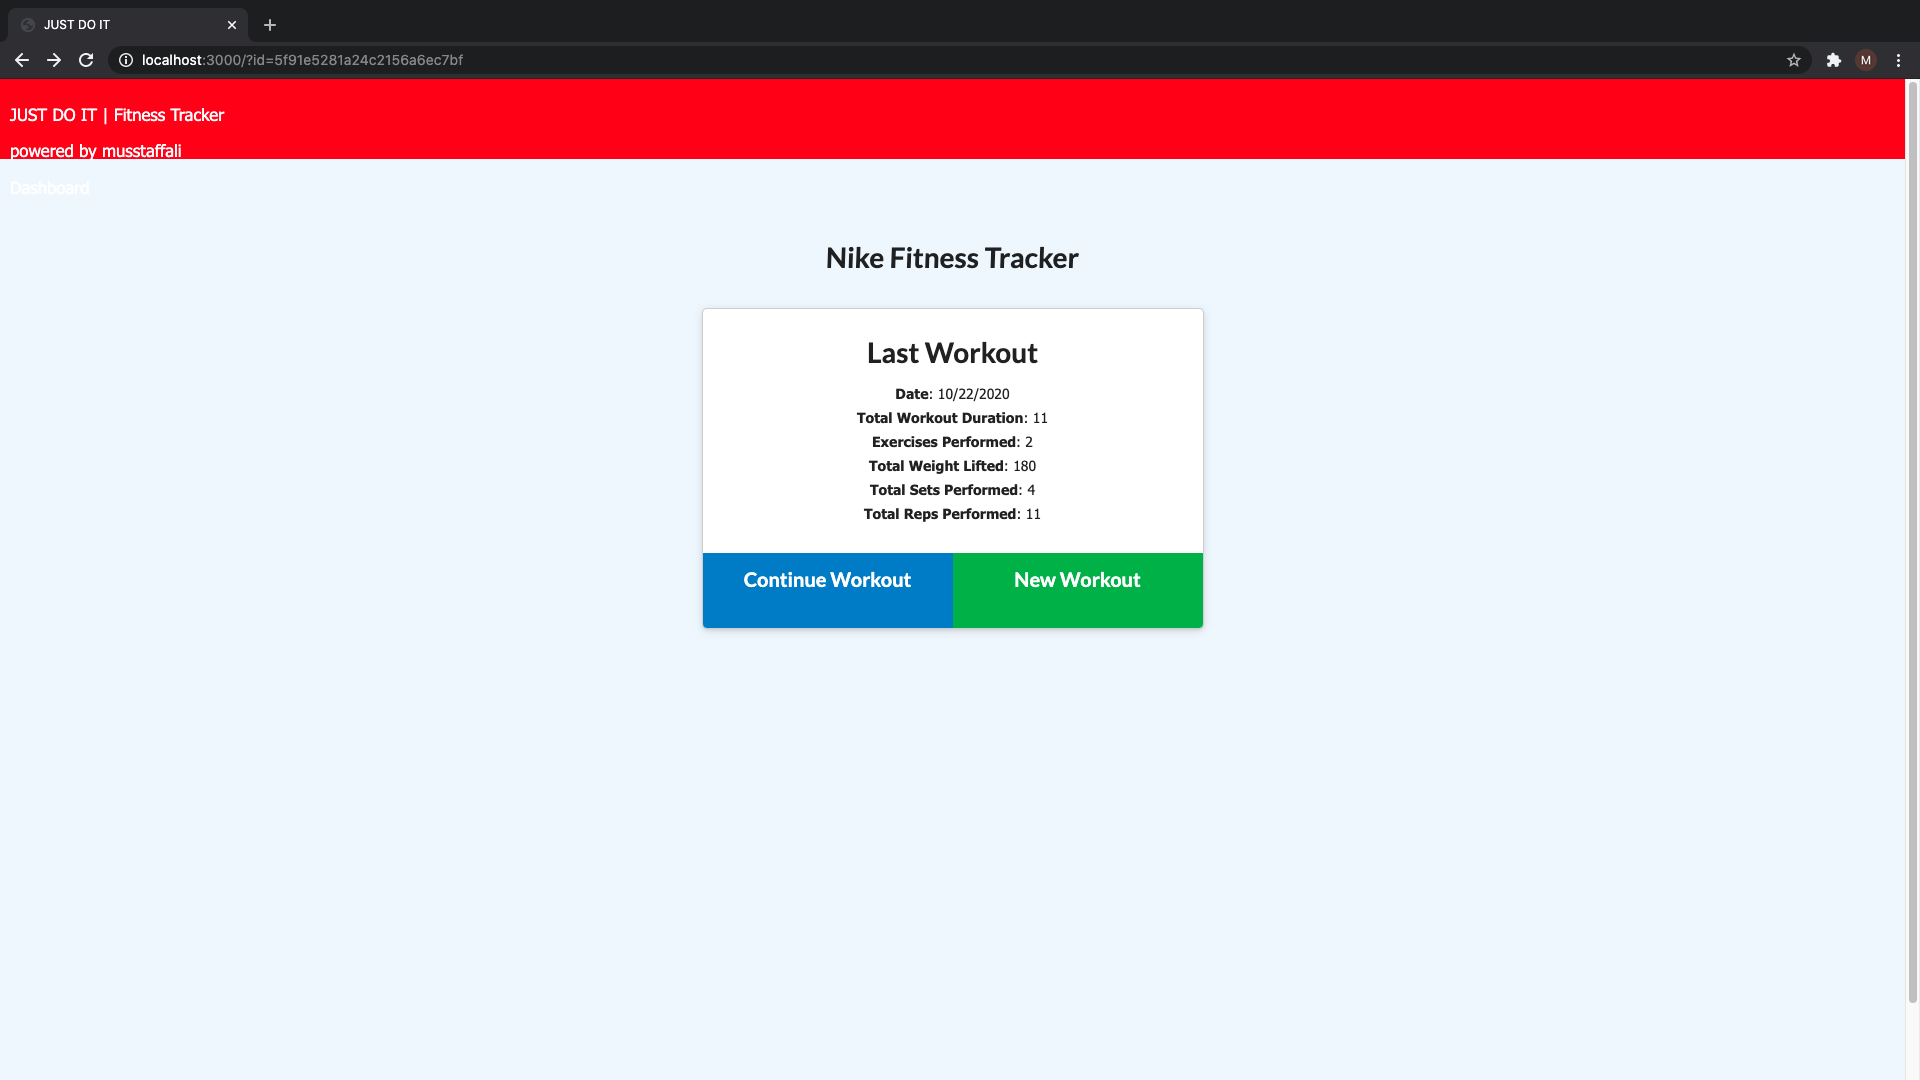 JUST DO IT
localhost:3000/?id=5f91e5281a24c2156a6ec7bf
M
JUST DO IT | Fitness Tracker
powered by musstaffali
Dashboard
Nike Fitness Tracker
Last Workout
Date: 10/22/2020
Total Workout Duration: 11
Exercises Performed: 2
Total Weight Lifted: 180
Total Sets Performed: 4
Total Reps Performed: 11
Continue Workout
New Workout